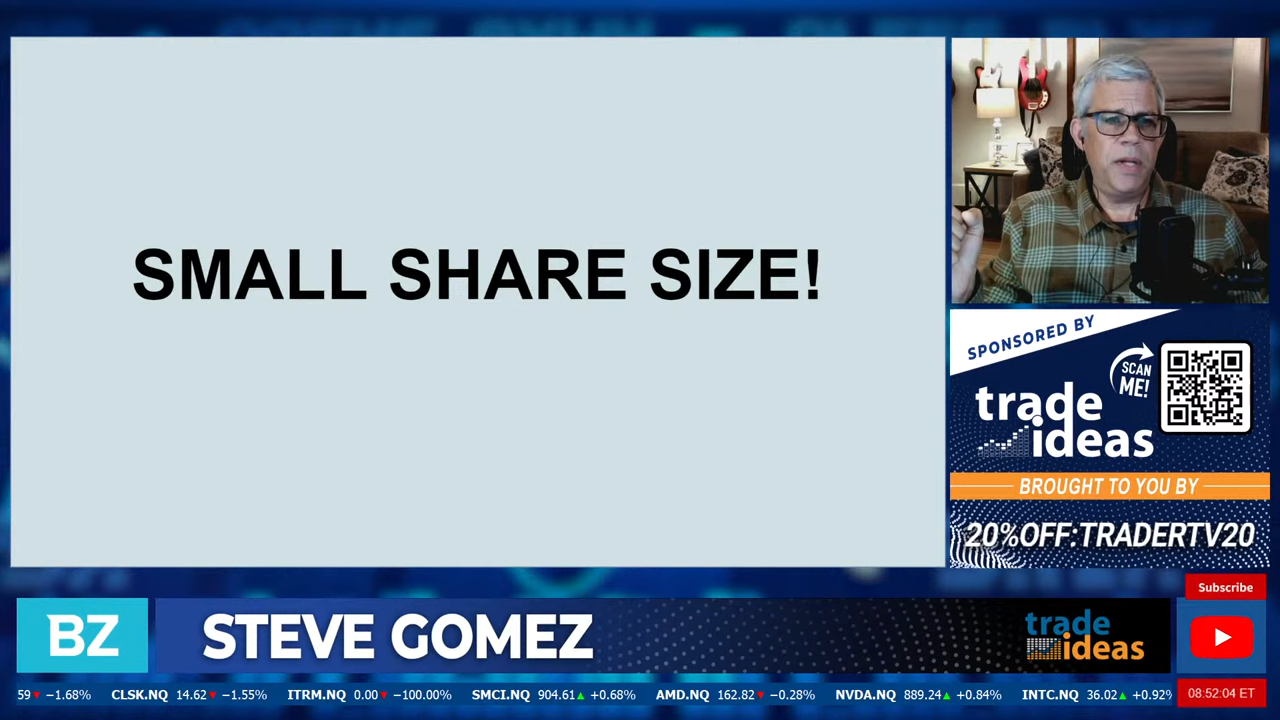 SMALL SHARE SIZE!
SPONSORED BY
SCAN
ME!
trade
ideas
BROUGHT TO YOU BY
20%OFF:TRADERTV20
Subscribe
BZ
STEVE GOMEZ
trade
ideas
59▼ −1.68% CLSK.NQ 14.62▼ −1.55% ITRM.NQ 0.00▼ −100.00% SMCI.NQ 904.61▲ +0.68% AMD.NQ 162.82▼ −0.28% NVDA.NQ 889.24▲ +0.84% INTC.NQ 36.02▲ +0.92%
08:52:04 ET